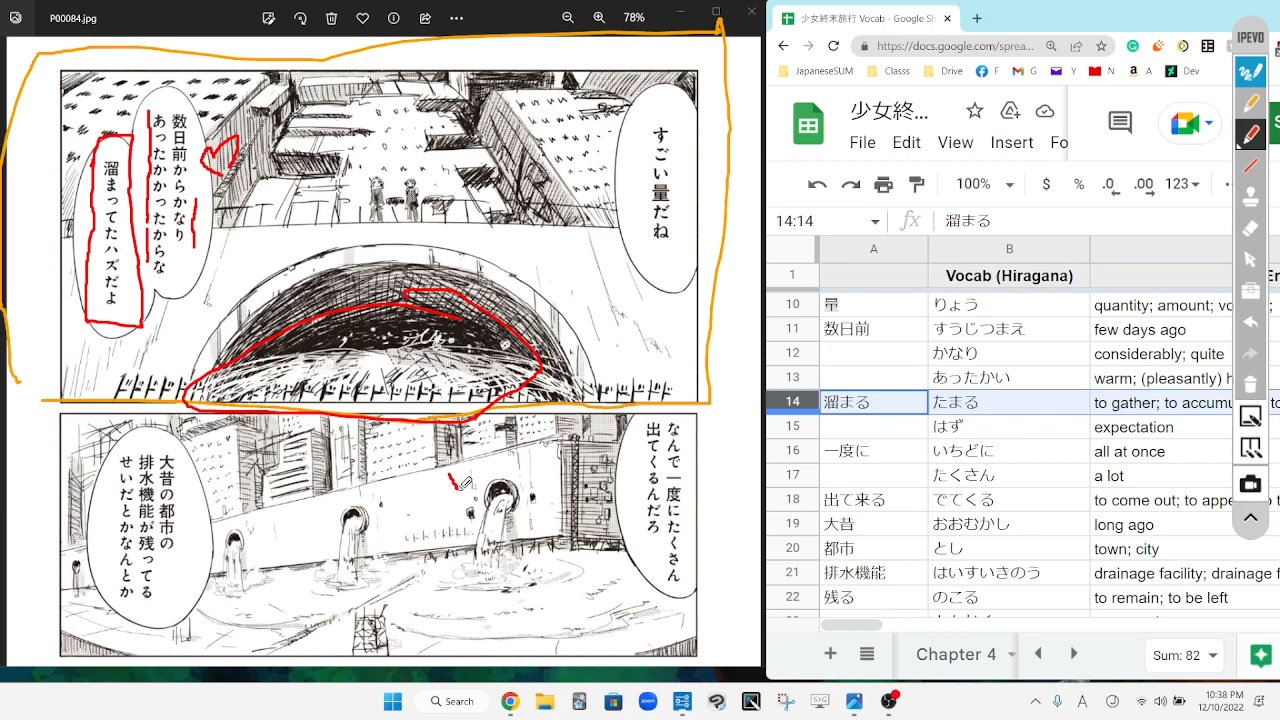 P00084.jpg
78%
すごい量だね
数日前からかなり
あったかかったからな
溜まってたハズだよ
なんで一度にたくさん
出てくるんだろ
大昔の都市の
排水機能が残ってる
せいだとかなんとか
少女終末旅行 Vocab - Google Sh
https://docs.google.com/sprea...
JapaneseSUM
Classs
Drive
F
G
Y
N
A
IPEVO
少女終...
File
Edit
View
Insert
Fo
100%
$
%
.0
.00
123
14:14
fx
溜まる
A
B
1
Vocab (Hiragana)
10 量 りょう quantity; amount; vo
11 数日前 すうじつまえ few days ago
12 かなり considerably; quite
13 あったかい warm; (pleasantly) h
14 溜まる たまる to gather; to accum
15 はず expectation
16 一度に いちどに all at once
17 たくさん a lot
18 出て来る でてくる to come out; to appe
19 大昔 おおむかし long ago
20 都市 とし town; city
21 排水機能 はいすいきのう drainage facility; drainage f
22 残る のこる to remain; to be left
Chapter 4
Sum: 82
Search
zoom
A
10:38 PM
12/10/2022